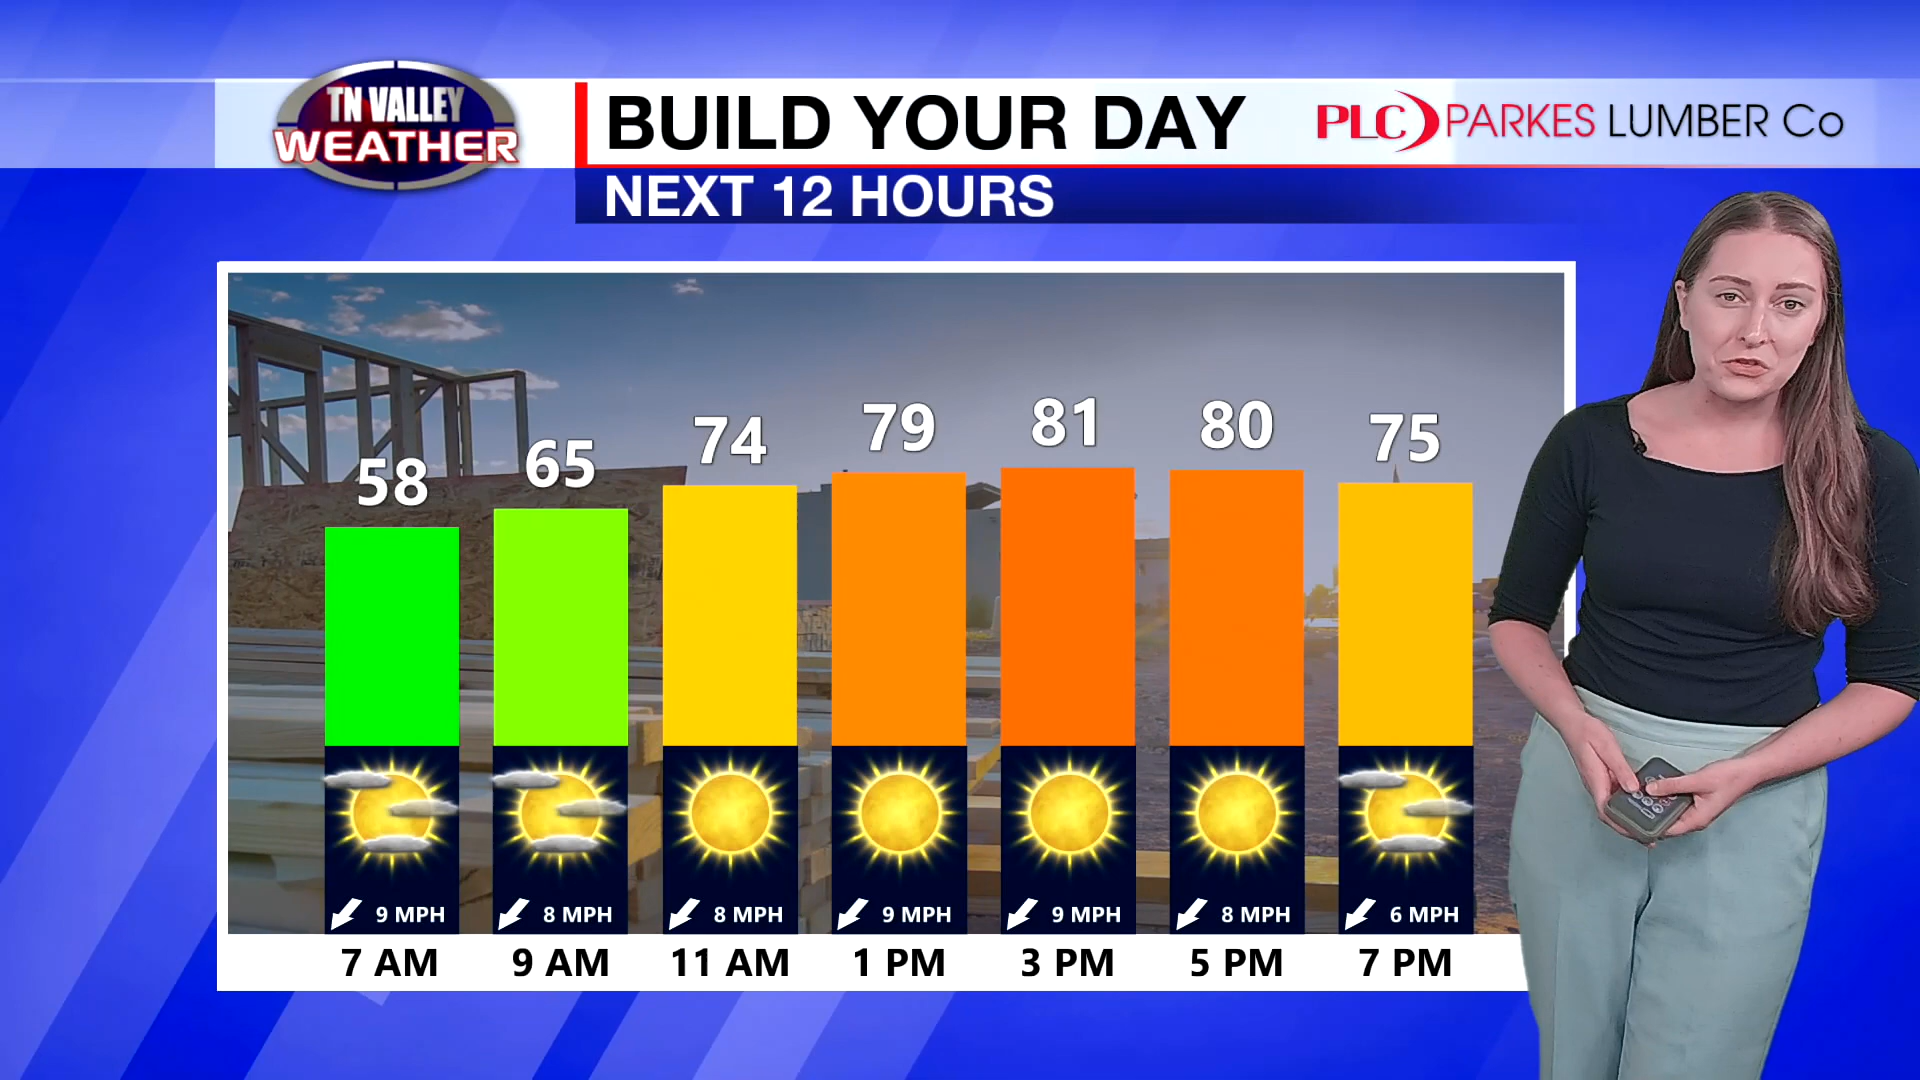 TN VALLEY
WEATHER
BUILD YOUR DAY
PLC PARKES LUMBER Co
NEXT 12 HOURS
58 65 74 79 81 80 75
9 MPH 8 MPH 8 MPH 9 MPH 9 MPH 8 MPH 6 MPH
7 AM 9 AM 11 AM 1 PM 3 PM 5 PM 7 PM